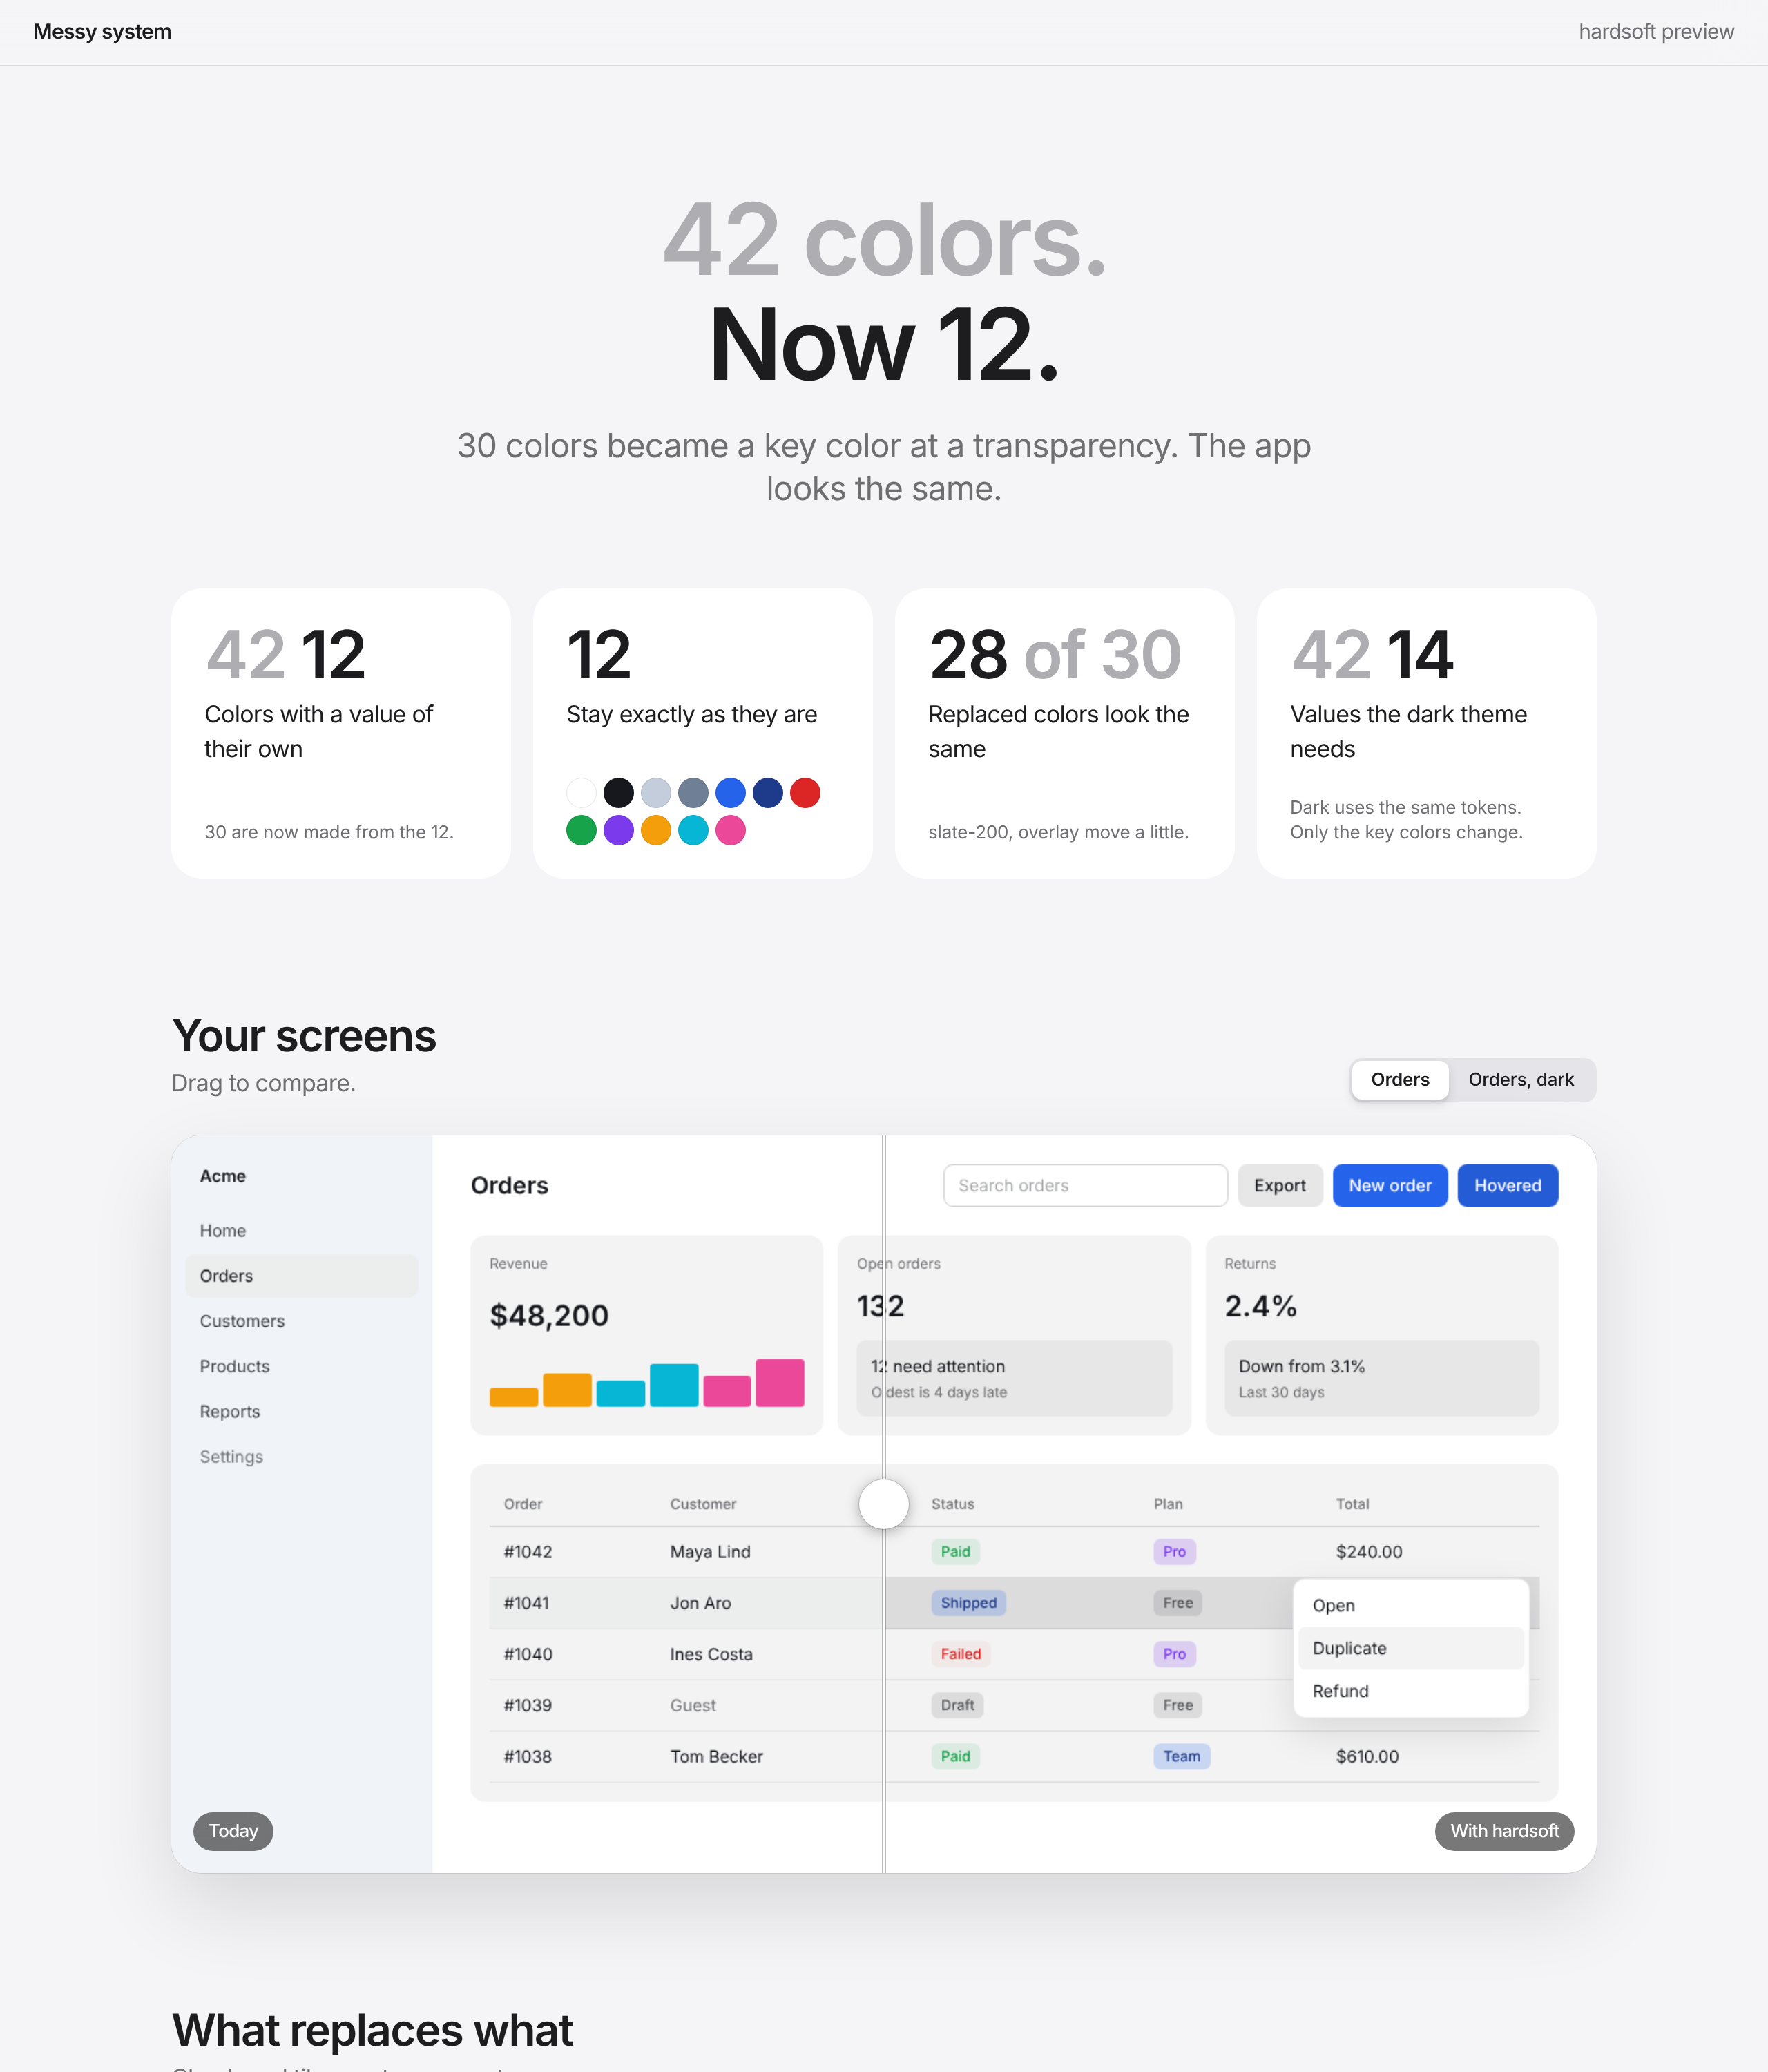 Messy system
hardsoft preview
42 colors.
Now 12.
30 colors became a key color at a transparency. The app
looks the same.
42 12
Colors with a value of
their own
30 are now made from the 12.
12
Stay exactly as they are
28 of 30
Replaced colors look the
same
slate-200, overlay move a little.
42 14
Values the dark theme
needs
Dark uses the same tokens.
Only the key colors change.
Your screens
Drag to compare.
Orders
Orders, dark
Acme
Home
Orders
Customers
Products
Reports
Settings
Orders
Search orders
Export
New order
Hovered
Revenue
$48,200
Open orders
132
12 need attention
Oldest is 4 days late
Returns
2.4%
Down from 3.1%
Last 30 days
Order Customer Status Plan Total
#1042 Maya Lind Paid Pro $240.00
#1041 Jon Aro Shipped Free
#1040 Ines Costa Failed Pro
#1039 Guest Draft Free
#1038 Tom Becker Paid Team $610.00
Open
Duplicate
Refund
Today
With hardsoft
What replaces what